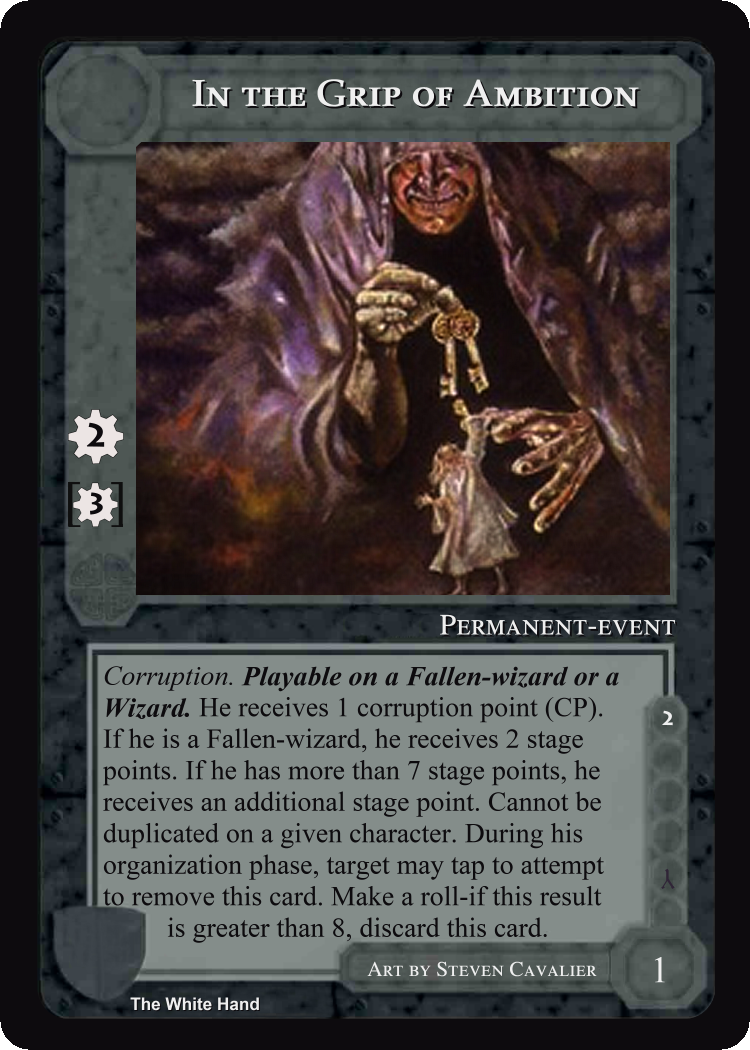 In the Grip of Ambition
2
[3]
Permanent-event
Corruption. Playable on a Fallen-wizard or a
Wizard. He receives 1 corruption point (CP).
If he is a Fallen-wizard, he receives 2 stage
points. If he has more than 7 stage points, he
receives an additional stage point. Cannot be
duplicated on a given character. During his
organization phase, target may tap to attempt
to remove this card. Make a roll-if this result
is greater than 8, discard this card.
2
Art by Steven Cavalier
1
The White Hand